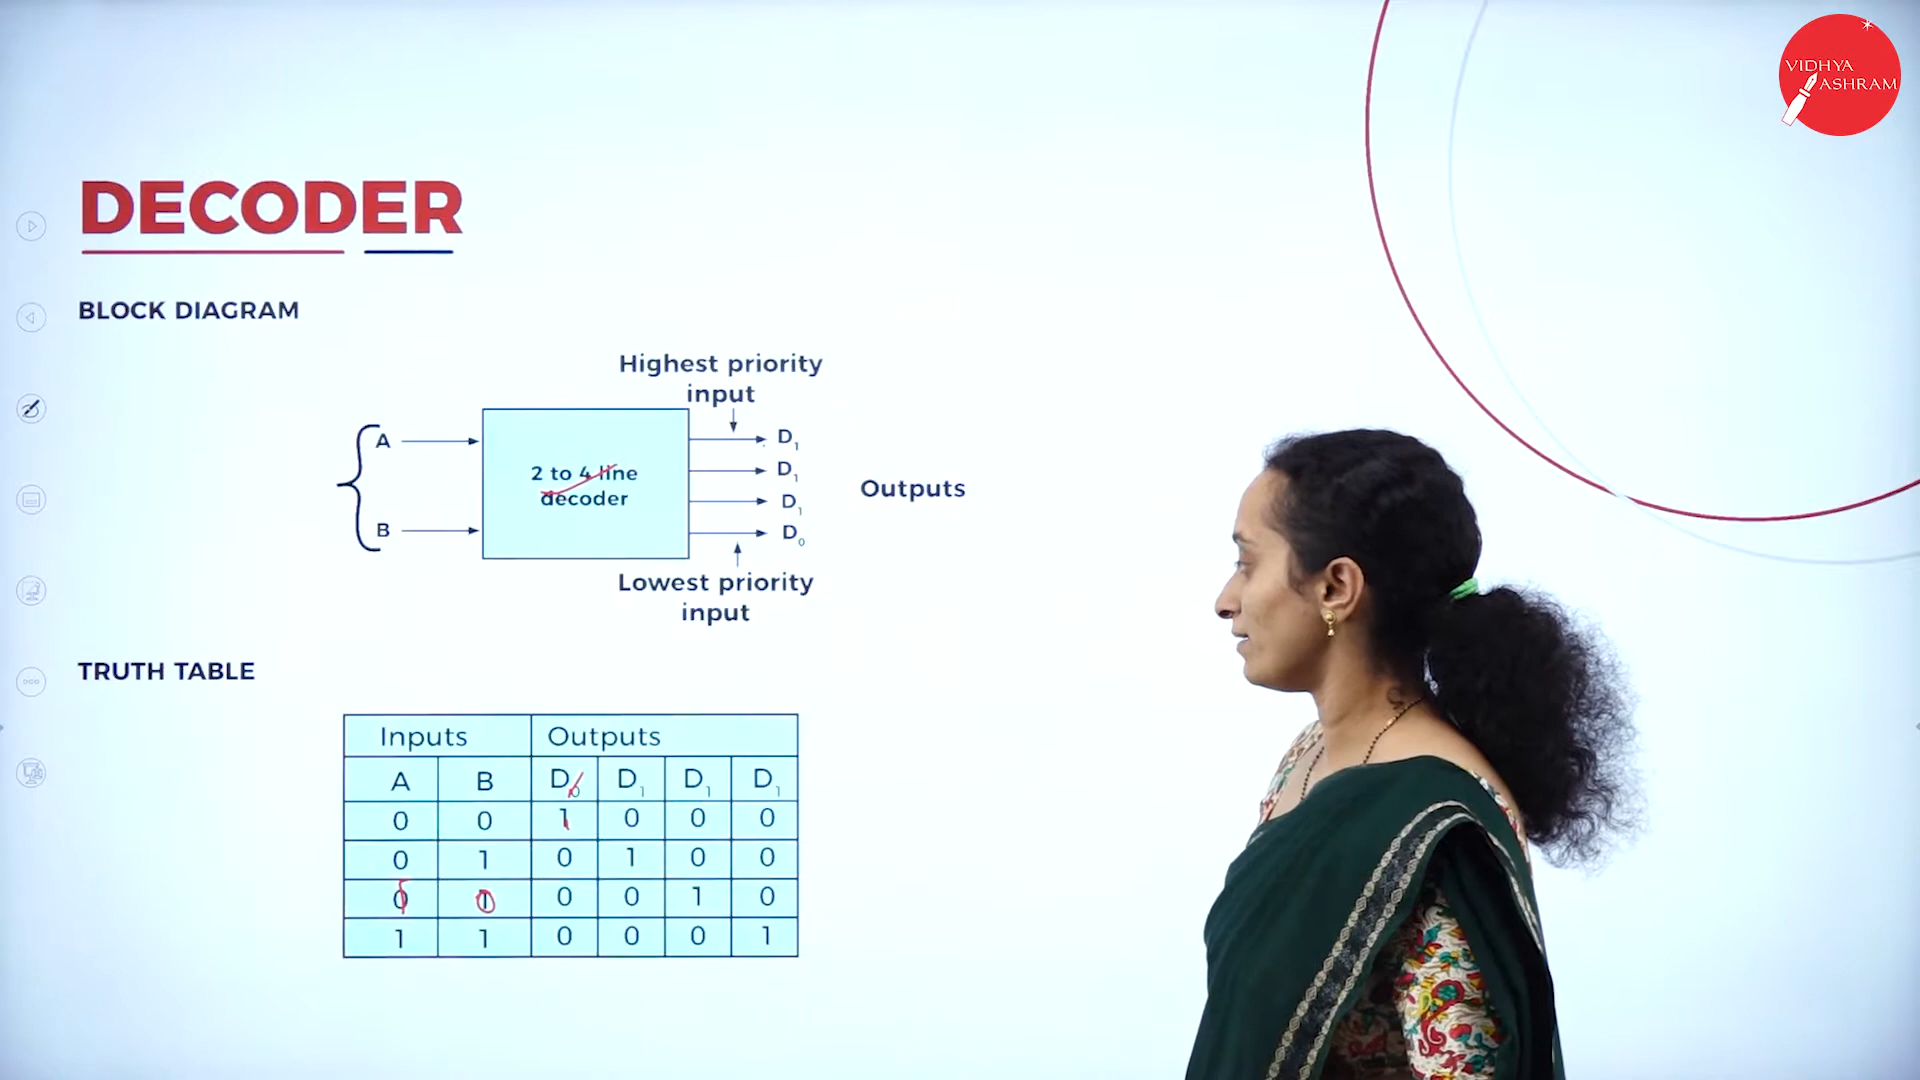 VIDHYA
ASHRAM
DECODER
BLOCK DIAGRAM
Highest priority
input
A
B
2 to 4 line
decoder
D₁
D₁
D₁
D₀
Outputs
Lowest priority
input
TRUTH TABLE
Inputs Outputs
A B D₀ D₁ D₁ D₁
0 0 1 0 0 0
0 1 0 1 0 0
0 1 0 0 1 0
1 1 0 0 0 1